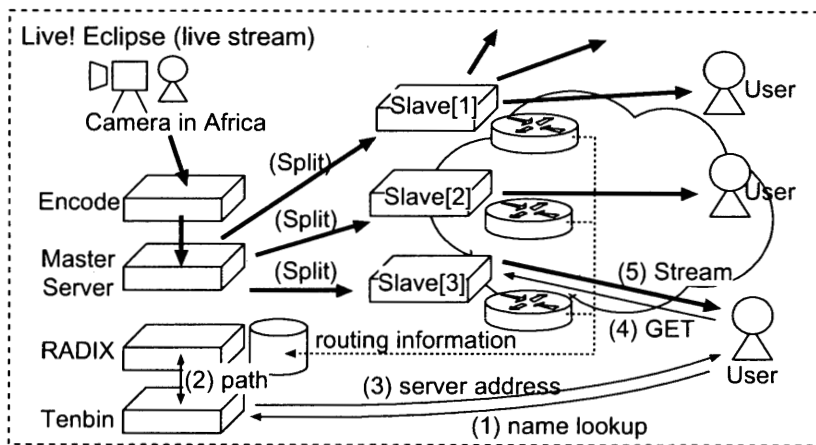 Live! Eclipse (live stream)
Camera in Africa
Encode
Master
Server
(Split)
(Split)
(Split)
Slave[1]
Slave[2]
Slave[3]
User
User
(5) Stream
(4) GET
User
RADIX
routing information
(2) path
(3) server address
Tenbin
(1) name lookup